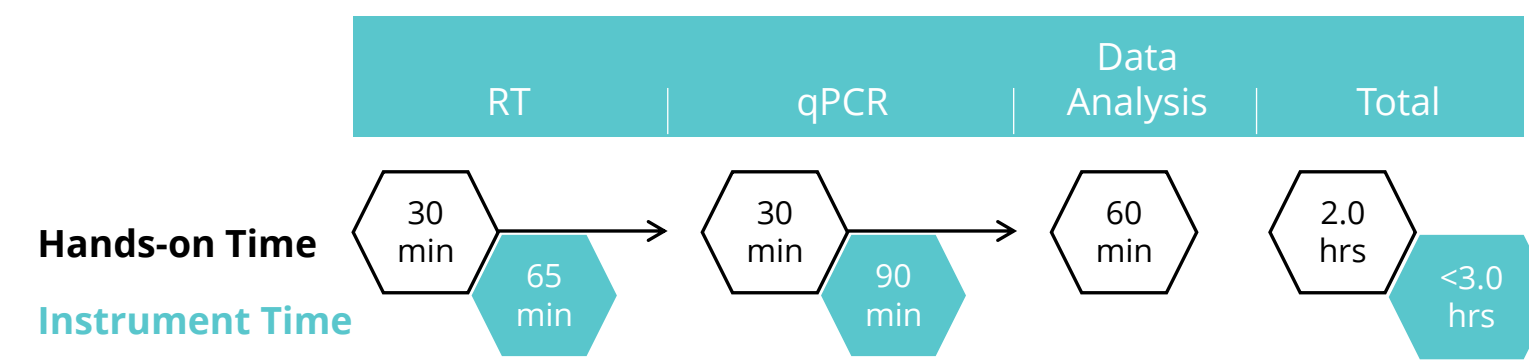 Data
RT
qPCR
Analysis
Total
Hands-on Time
30
min
30
min
60
min
2.0
hrs
Instrument Time
65
min
90
min
<3.0
hrs